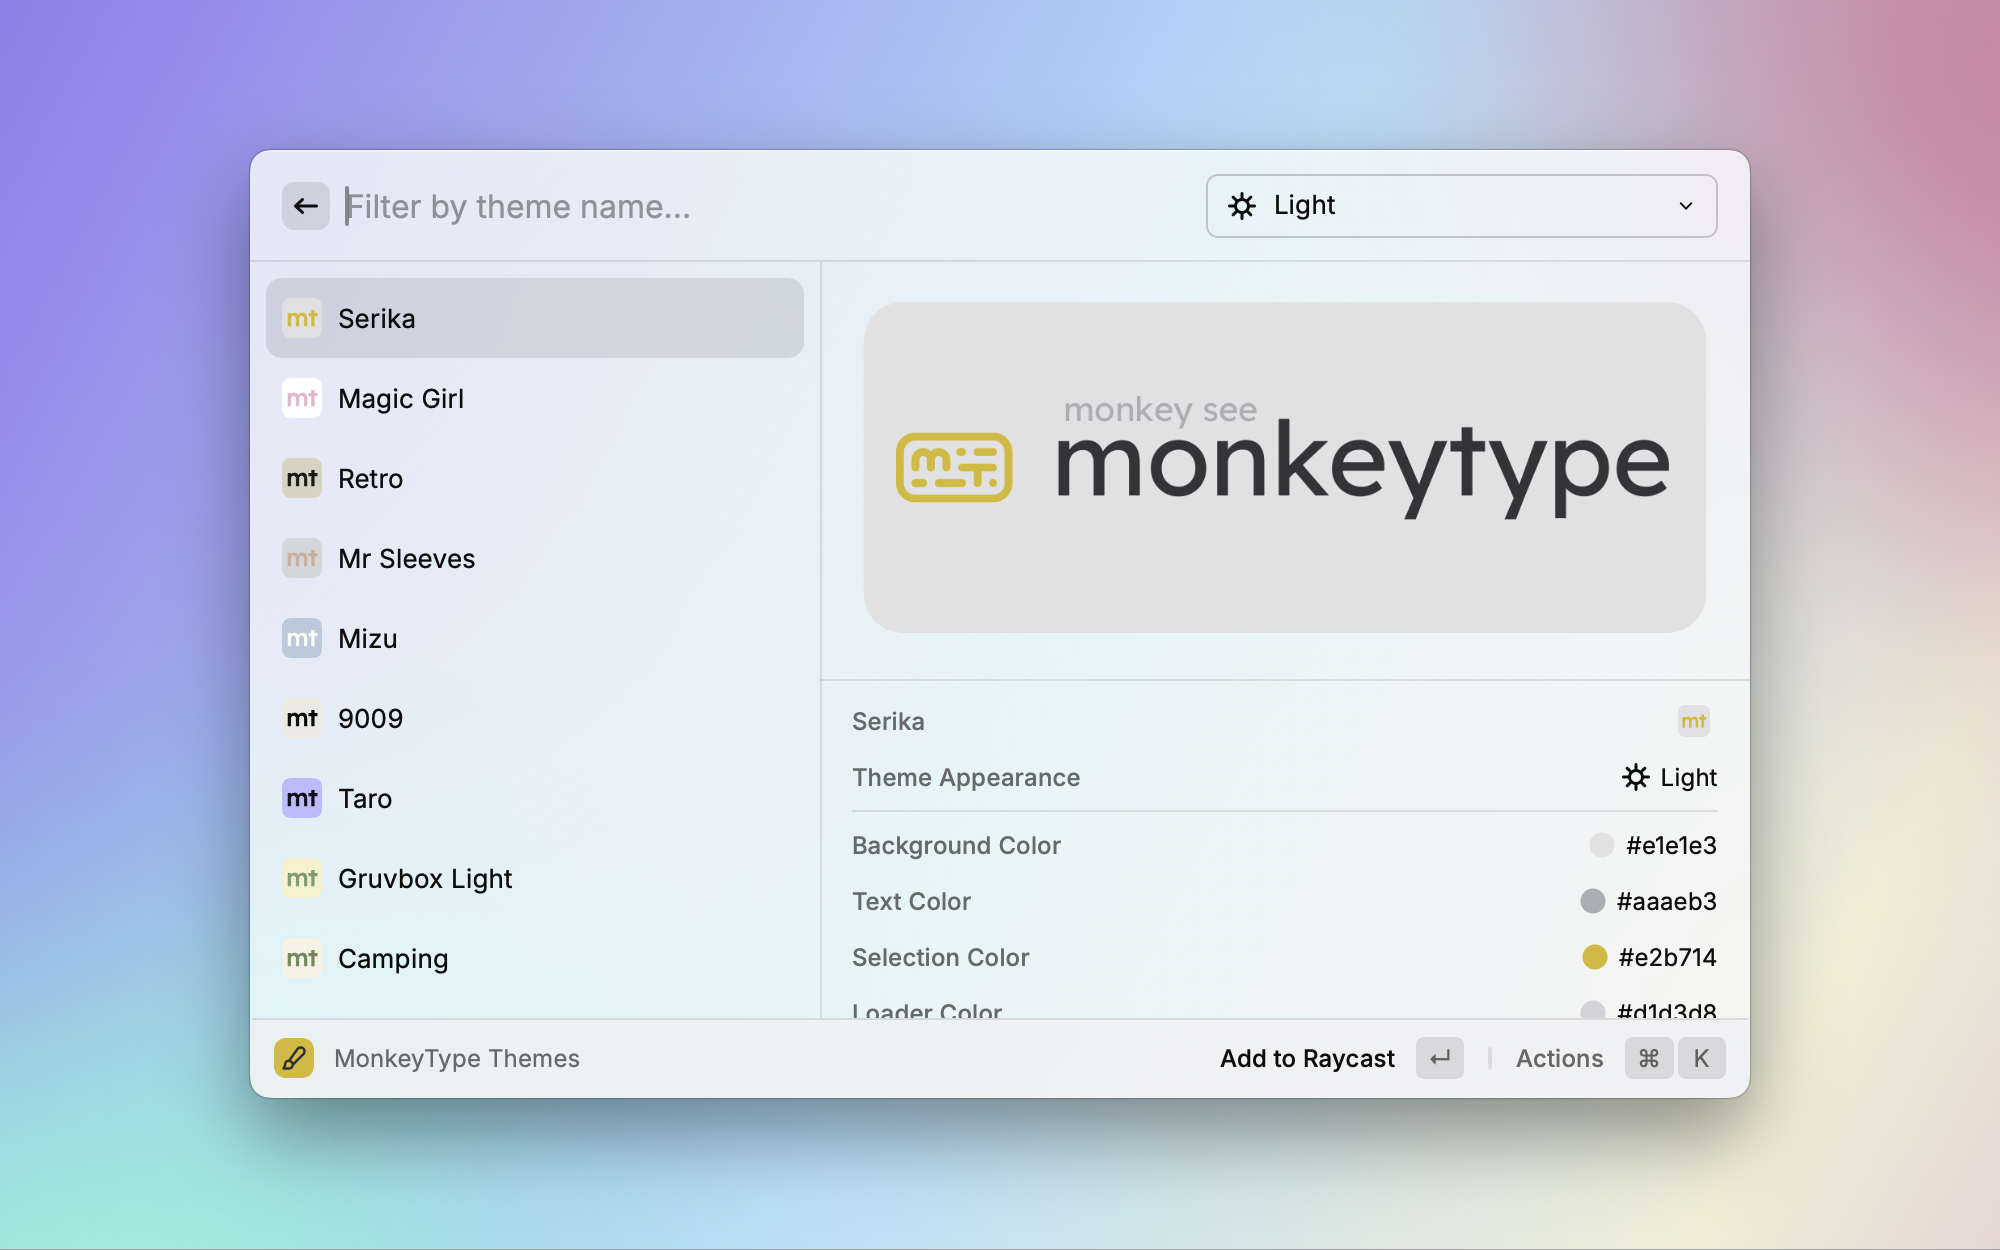 Filter by theme name...
Light
mt Serika
mt Magic Girl
mt Retro
mt Mr Sleeves
mt Mizu
mt 9009
mt Taro
mt Gruvbox Light
mt Camping
monkey see
monkeytype
Serika mt
Theme Appearance Light
Background Color #e1e1e3
Text Color #aaaeb3
Selection Color #e2b714
Loader Color #d1d3d8
MonkeyType Themes
Add to Raycast
Actions ⌘ K